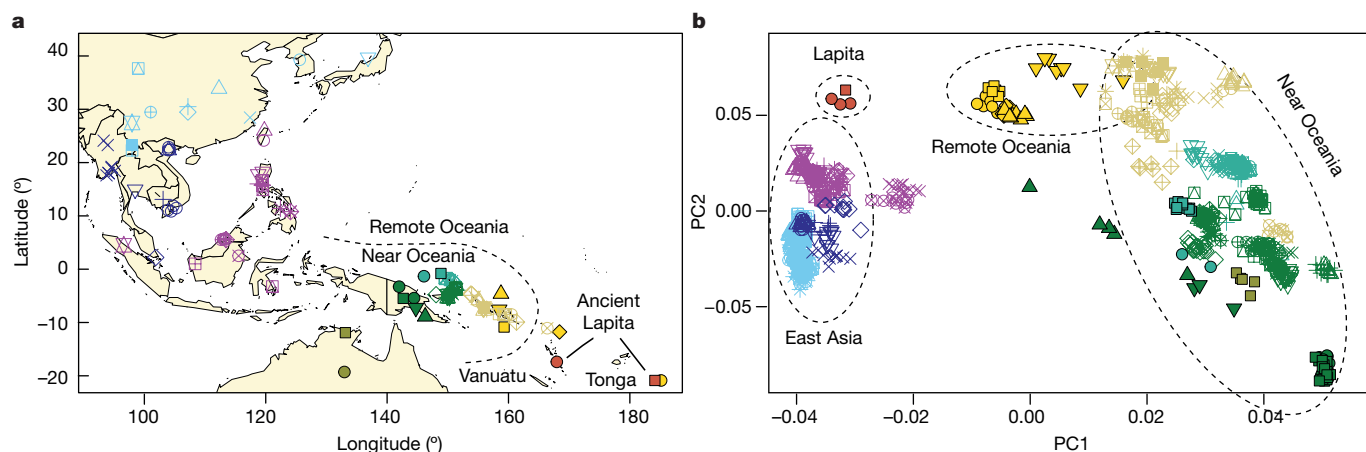 a
40
30
20
10
0
−10
−20
Latitude (º)
100
120
140
160
180
Longitude (º)
Remote Oceania
Near Oceania
Ancient
Lapita
Vanuatu
Tonga
b
0.05
0.00
−0.05
PC2
−0.04
−0.02
0.00
0.02
0.04
PC1
Lapita
Remote Oceania
Near Oceania
East Asia